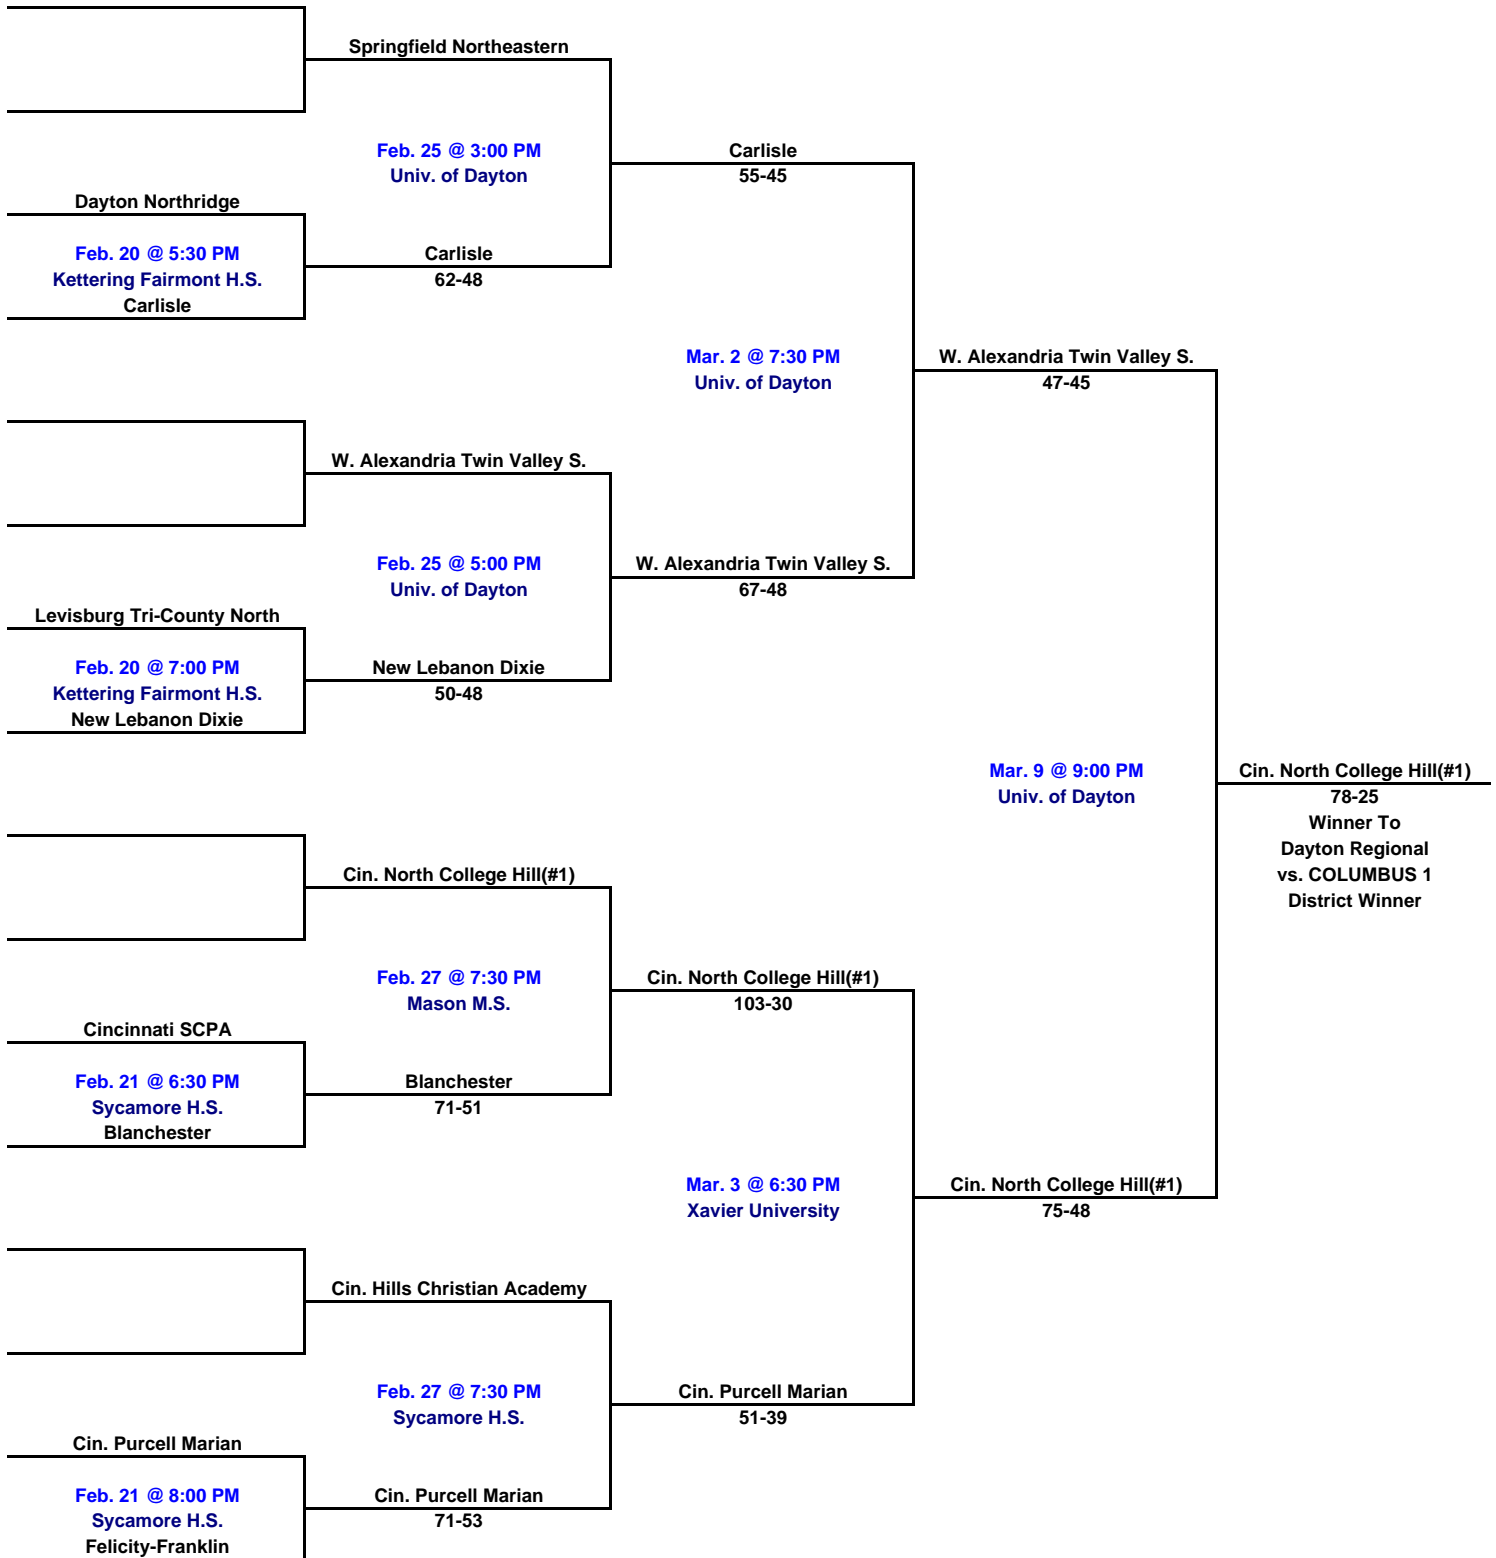 Springfield Northeastern
Feb. 25 @ 3:00 PM
Univ. of Dayton
Carlisle
55-45
Dayton Northridge
Feb. 20 @ 5:30 PM
Kettering Fairmont H.S.
Carlisle
Carlisle
62-48
Mar. 2 @ 7:30 PM
Univ. of Dayton
W. Alexandria Twin Valley S.
47-45
W. Alexandria Twin Valley S.
Feb. 25 @ 5:00 PM
Univ. of Dayton
W. Alexandria Twin Valley S.
67-48
Levisburg Tri-County North
Feb. 20 @ 7:00 PM
Kettering Fairmont H.S.
New Lebanon Dixie
New Lebanon Dixie
50-48
Mar. 9 @ 9:00 PM
Univ. of Dayton
Cin. North College Hill(#1)
78-25
Winner To
Dayton Regional
vs. COLUMBUS 1
District Winner
Cin. North College Hill(#1)
Feb. 27 @ 7:30 PM
Mason M.S.
Cin. North College Hill(#1)
103-30
Cincinnati SCPA
Feb. 21 @ 6:30 PM
Sycamore H.S.
Blanchester
Blanchester
71-51
Mar. 3 @ 6:30 PM
Xavier University
Cin. North College Hill(#1)
75-48
Cin. Hills Christian Academy
Feb. 27 @ 7:30 PM
Sycamore H.S.
Cin. Purcell Marian
51-39
Cin. Purcell Marian
Feb. 21 @ 8:00 PM
Sycamore H.S.
Felicity-Franklin
Cin. Purcell Marian
71-53